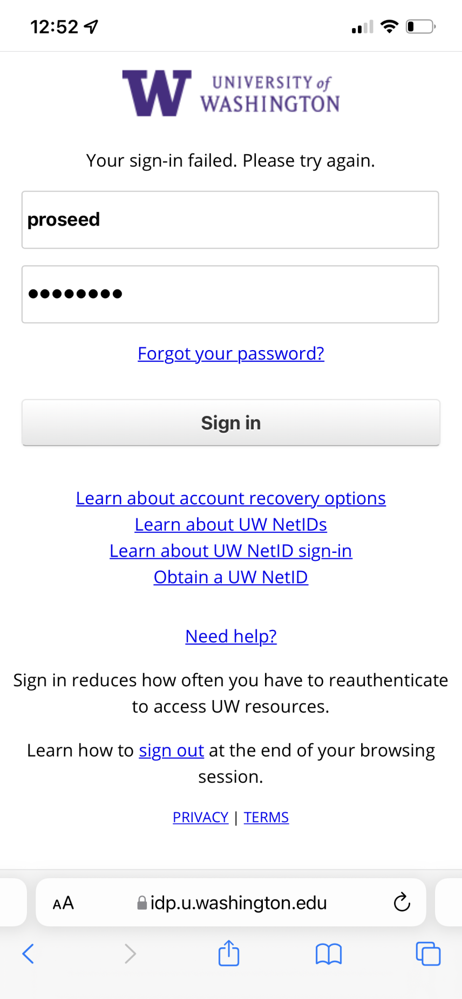 12:52
W UNIVERSITY of
WASHINGTON
Your sign-in failed. Please try again.
proseed
••••••••
Forgot your password?
Sign in
Learn about account recovery options
Learn about UW NetIDs
Learn about UW NetID sign-in
Obtain a UW NetID
Need help?
Sign in reduces how often you have to reauthenticate
to access UW resources.
Learn how to sign out at the end of your browsing
session.
PRIVACY | TERMS
AA idp.u.washington.edu